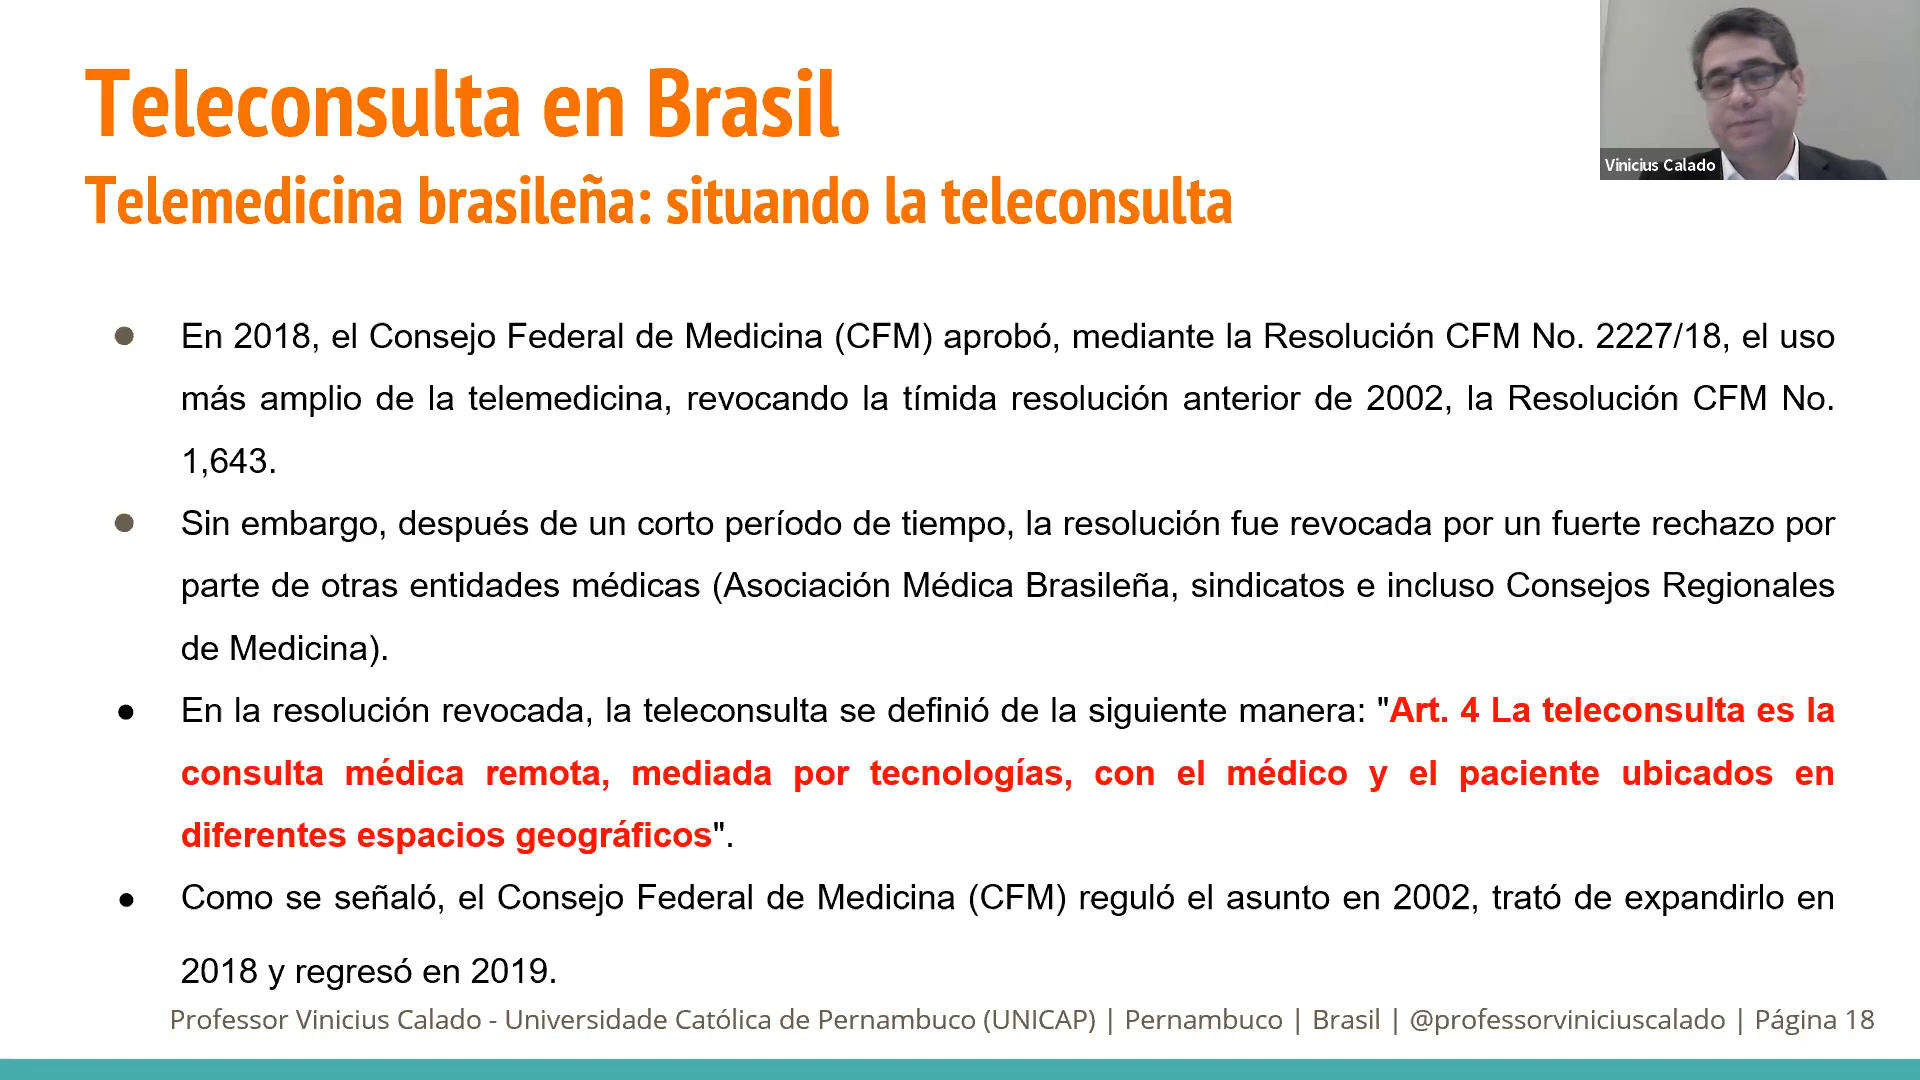 Teleconsulta en Brasil
Telemedicina brasileña: situando la teleconsulta
Vinicius Calado
● En 2018, el Consejo Federal de Medicina (CFM) aprobó, mediante la Resolución CFM No. 2227/18, el uso
más amplio de la telemedicina, revocando la tímida resolución anterior de 2002, la Resolución CFM No.
1,643.
● Sin embargo, después de un corto período de tiempo, la resolución fue revocada por un fuerte rechazo por
parte de otras entidades médicas (Asociación Médica Brasileña, sindicatos e incluso Consejos Regionales
de Medicina).
● En la resolución revocada, la teleconsulta se definió de la siguiente manera: "Art. 4 La teleconsulta es la
consulta médica remota, mediada por tecnologías, con el médico y el paciente ubicados en
diferentes espacios geográficos".
● Como se señaló, el Consejo Federal de Medicina (CFM) reguló el asunto en 2002, trató de expandirlo en
2018 y regresó en 2019.
Professor Vinicius Calado - Universidade Católica de Pernambuco (UNICAP) | Pernambuco | Brasil | @professorviniciuscalado | Página 18